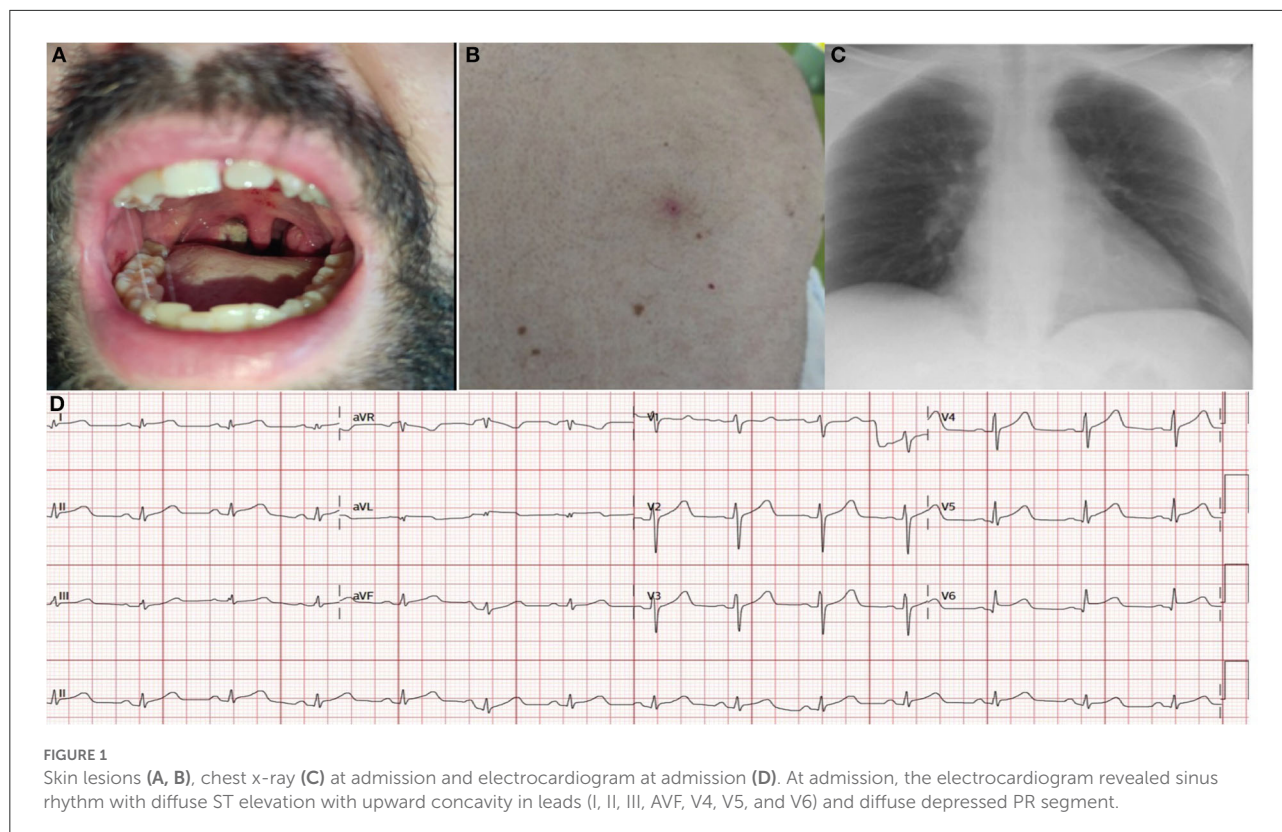 A
B
C
D
I
aVR
V1
V4
II
aVL
V2
V5
III
aVF
V3
V6
II
FIGURE 1
Skin lesions (A, B), chest x-ray (C) at admission and electrocardiogram at admission (D). At admission, the electrocardiogram revealed sinus
rhythm with diffuse ST elevation with upward concavity in leads (I, II, III, AVF, V4, V5, and V6) and diffuse depressed PR segment.